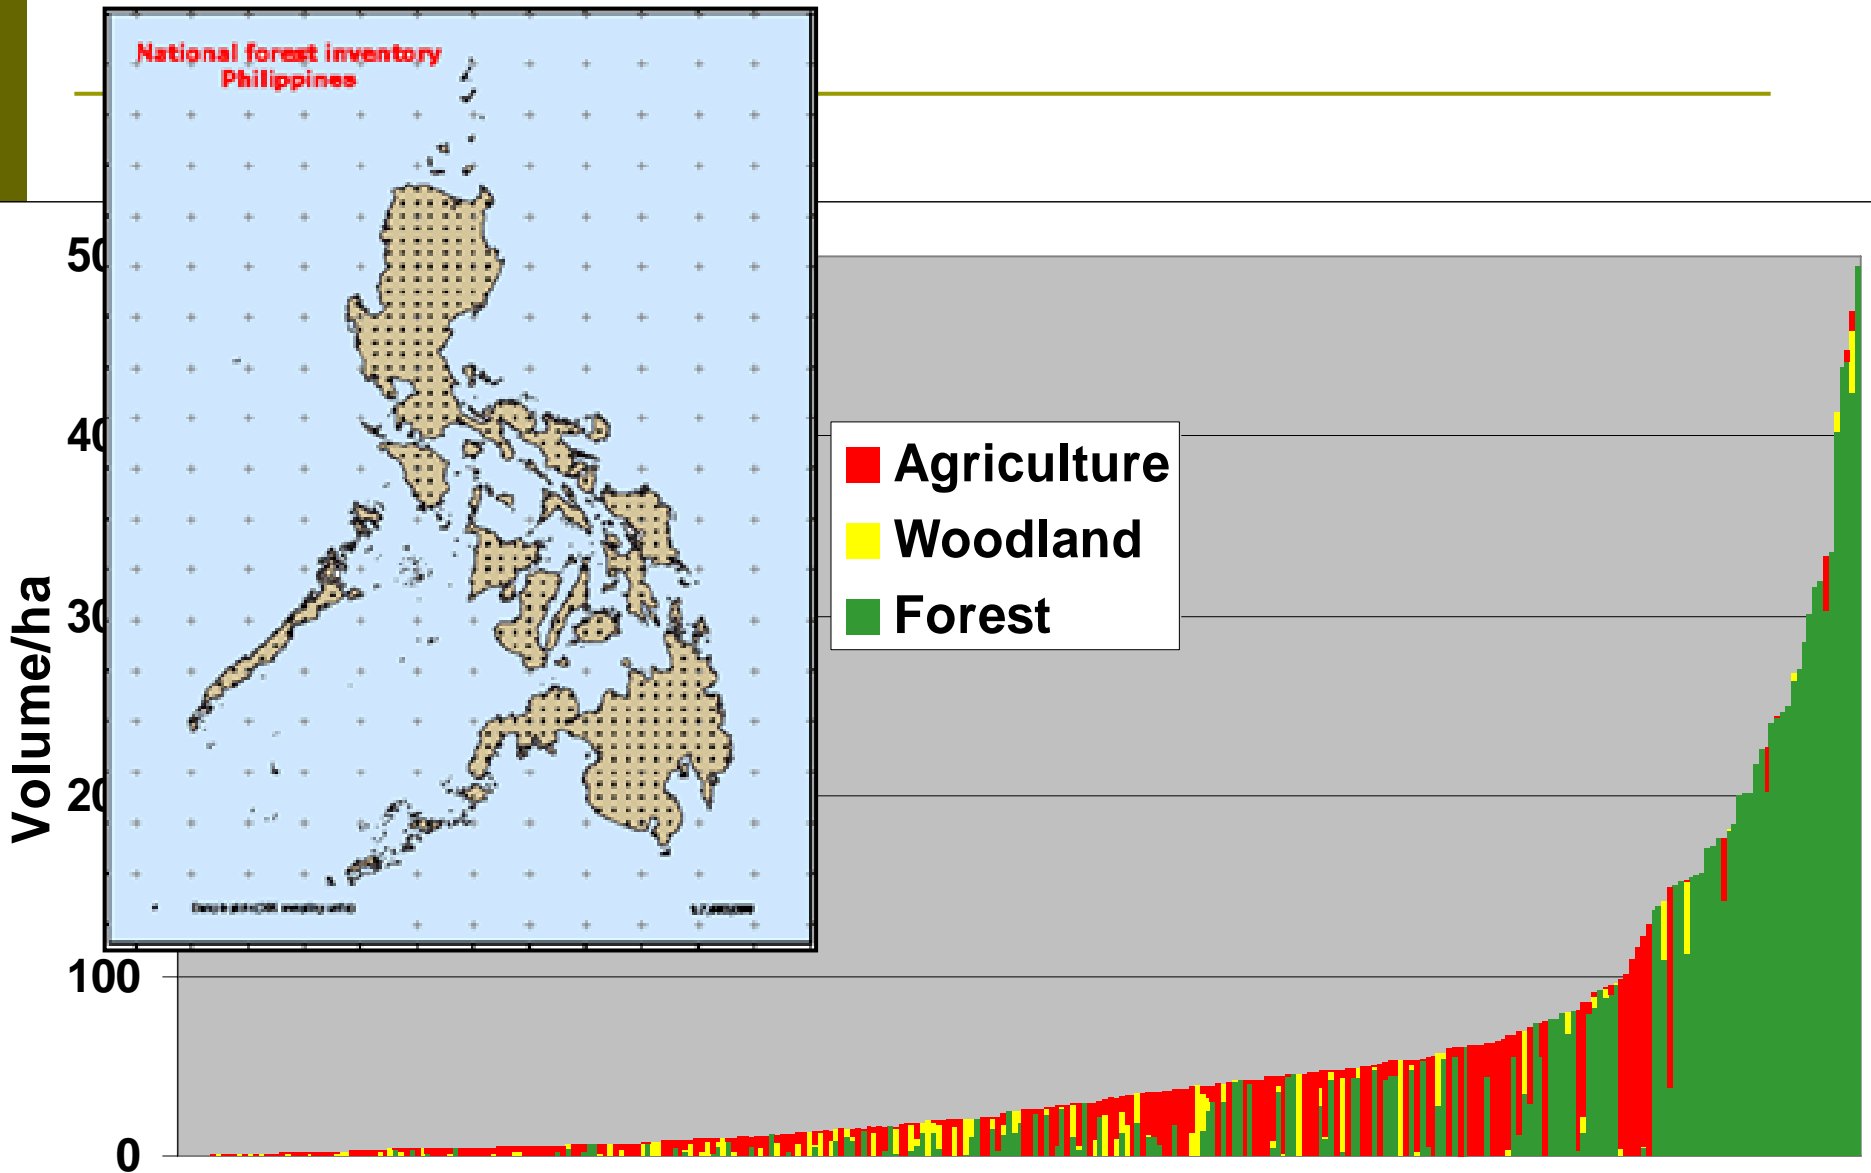 National forest inventory
Philippines
50
40
30
20
100
0
Volume/ha
Agriculture
Woodland
Forest